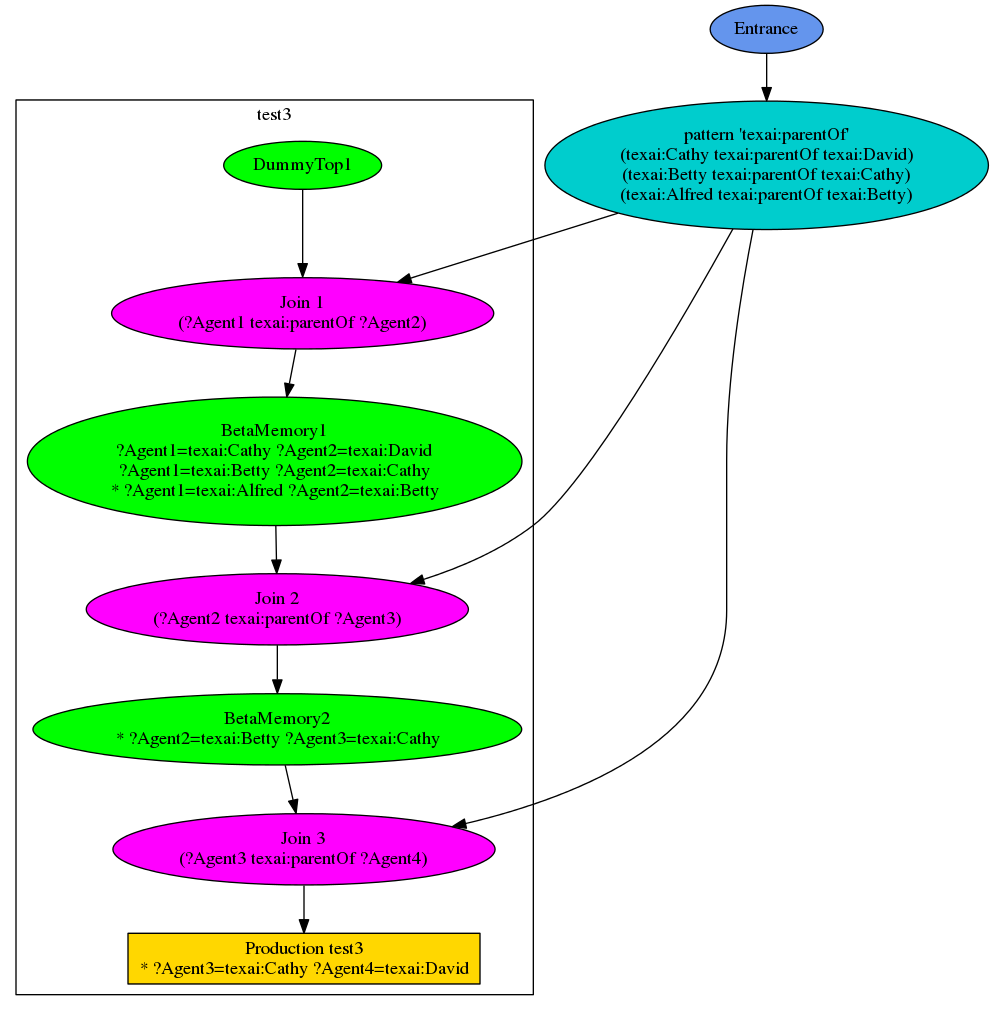 Entrance
pattern 'texai:parentOf'
(texai:Cathy texai:parentOf texai:David)
(texai:Betty texai:parentOf texai:Cathy)
(texai:Alfred texai:parentOf texai:Betty)
test3
DummyTop1
Join 1
(?Agent1 texai:parentOf ?Agent2)
BetaMemory1
?Agent1=texai:Cathy ?Agent2=texai:David
?Agent1=texai:Betty ?Agent2=texai:Cathy
* ?Agent1=texai:Alfred ?Agent2=texai:Betty
Join 2
(?Agent2 texai:parentOf ?Agent3)
BetaMemory2
* ?Agent2=texai:Betty ?Agent3=texai:Cathy
Join 3
(?Agent3 texai:parentOf ?Agent4)
Production test3
* ?Agent3=texai:Cathy ?Agent4=texai:David